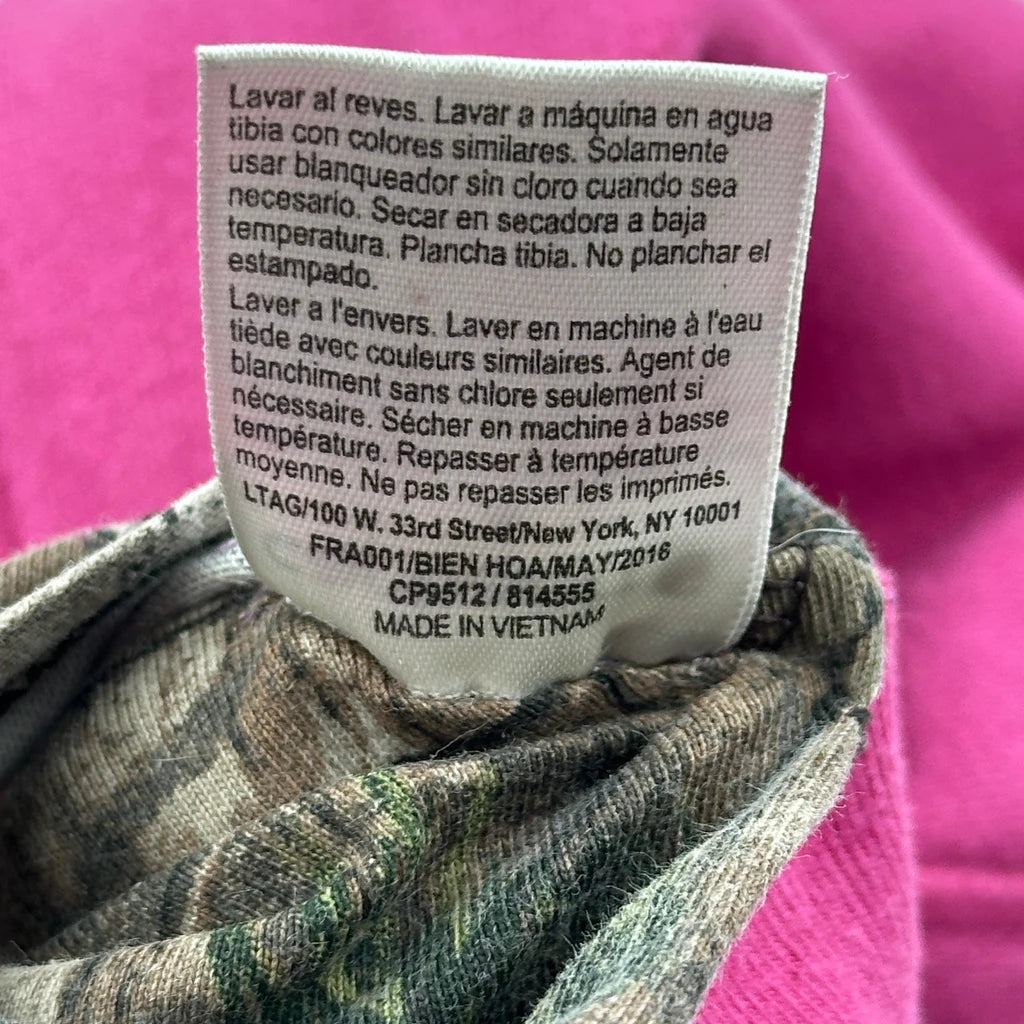 Lavar al reves. Lavar a máquina en agua
tibia con colores similares. Solamente
usar blanqueador sin cloro cuando sea
necesario. Secar en secadora a baja
temperatura. Plancha tibia. No planchar el
estampado.
Laver a l'envers. Laver en machine à l'eau
tiède avec couleurs similaires. Agent de
blanchiment sans chlore seulement si
nécessaire. Sécher en machine à basse
température. Repasser à température
moyenne. Ne pas repasser les imprimés.
LTAG/100 W. 33rd Street/New York, NY 10001
FRA001/BIEN HOA/MAY/2016
CP9512 / 814555
MADE IN VIETNAM